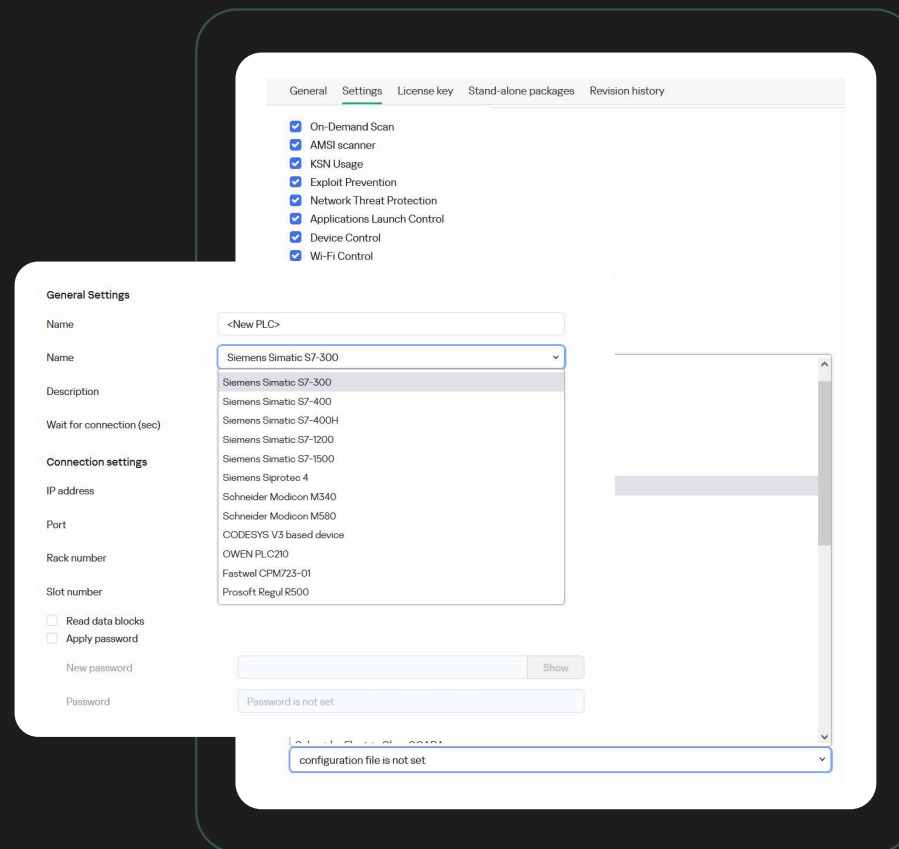 General Settings License key Stand-alone packages Revision history
On-Demand Scan
AMSI scanner
KSN Usage
Exploit Prevention
Network Threat Protection
Applications Launch Control
Device Control
Wi-Fi Control
General Settings
Name <New PLC>
Name Siemens Simatic S7-300
Siemens Simatic S7-300
Description
Siemens Simatic S7-400
Siemens Simatic S7-400H
Wait for connection (sec)
Siemens Simatic S7-1200
Siemens Simatic S7-1500
Connection settings
Siemens Siprotec 4
IP address
Schneider Modicon M340
Schneider Modicon M580
Port
CODESYS V3 based device
OWEN PLC210
Rack number
Fastwel CPM723-01
Prosoft Regul R500
Slot number
Read data blocks
Apply password
New password Show
Password Password is not set
configuration file is not set